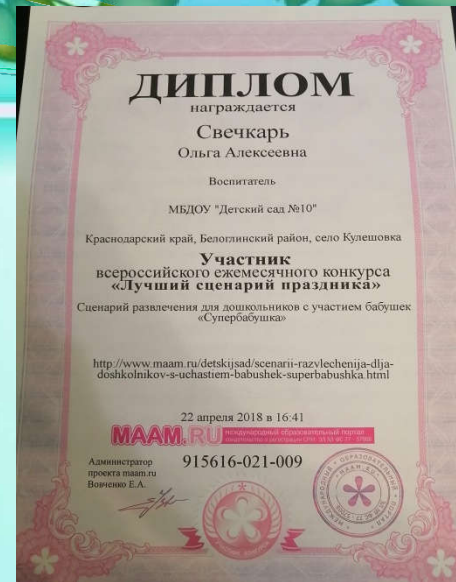 ДИПЛОМ
награждается
Свечкарь
Ольга Алексеевна
Воспитатель
МБДОУ "Детский сад №10"
Краснодарский край, Белоглинский район, село Кулешовка
Участник
всероссийского ежемесячного конкурса
«Лучший сценарий праздника»
Сценарий развлечения для дошкольников с участием бабушек
«Супербабушка»
http://www.maam.ru/detskijsad/scenarii-razvlechenija-dlja-
doshkolnikov-s-uchastiem-babushek-superbabushka.html
22 апреля 2018 в 16:41
MAAM.RU международный образовательный портал
Администратор
проекта maam.ru
Вовченко Е.А.
915616-021-009